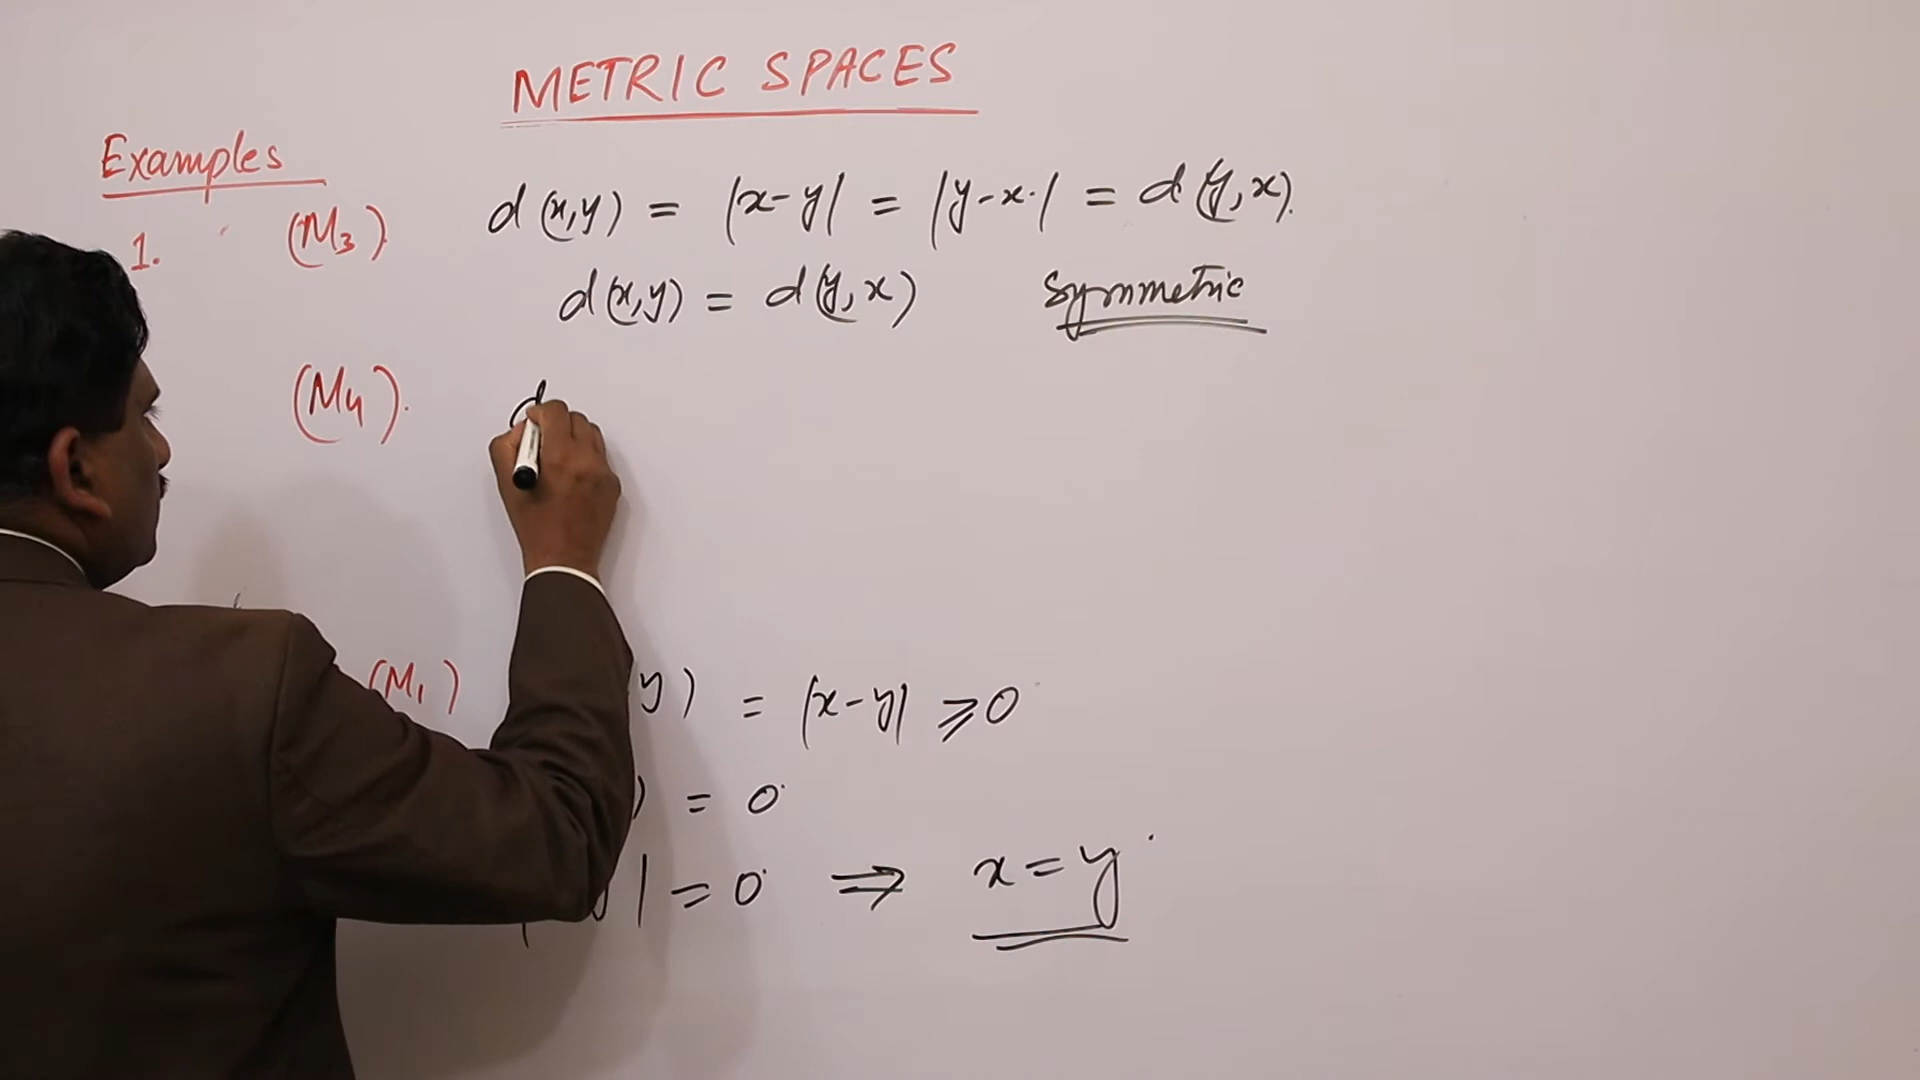 METRIC SPACES
Examples
1. (M₃). d(x,y) = |x-y| = |y-x| = d(y,x).
d(x,y) = d(y,x) Symmetric
(M4). d
(M₁) y) = |x-y| ⩾0
) = 0
y| = 0 ⇒ x=y